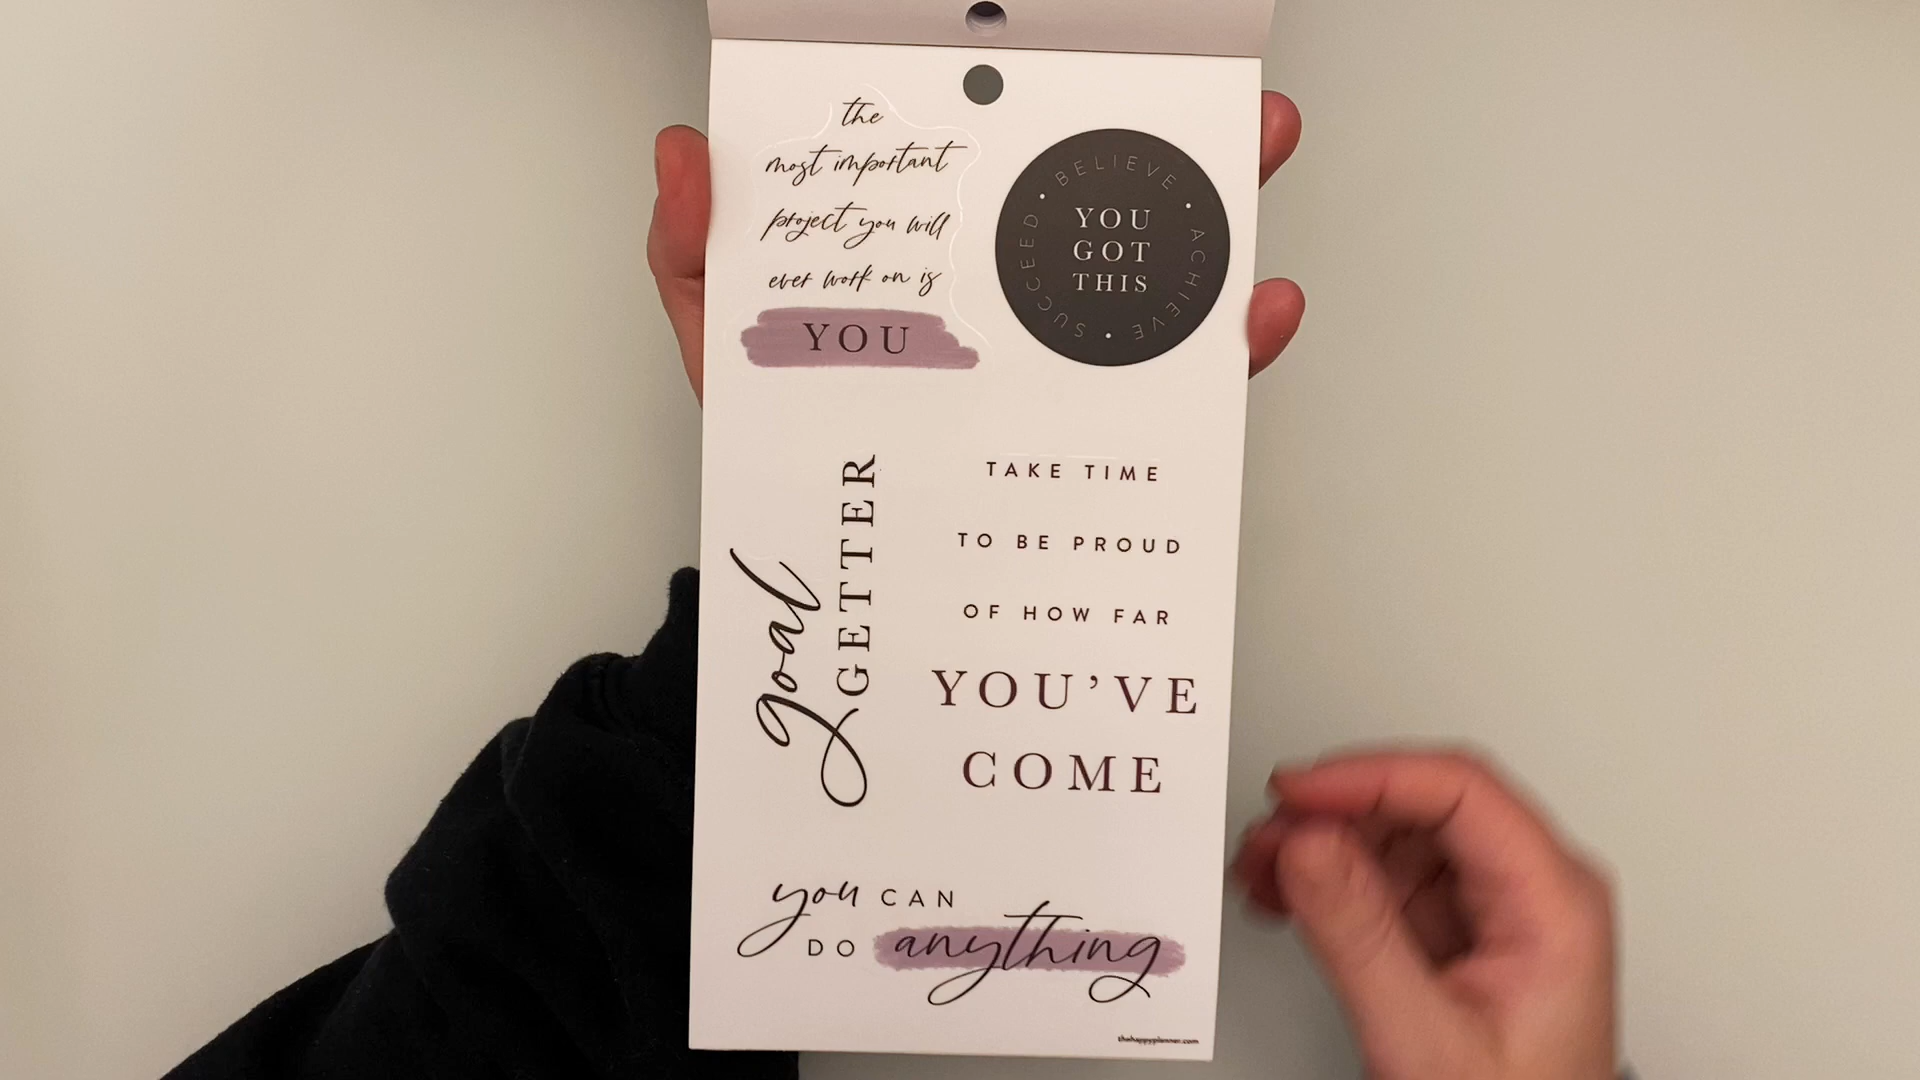 the
most important
project you will
ever work on is
YOU
BELIEVE • ACHIEVE • SUCCEED •
YOU
GOT
THIS
goal
GETTER
TAKE TIME
TO BE PROUD
OF HOW FAR
YOU'VE
COME
you CAN
DO anything
thehappyplanner.com